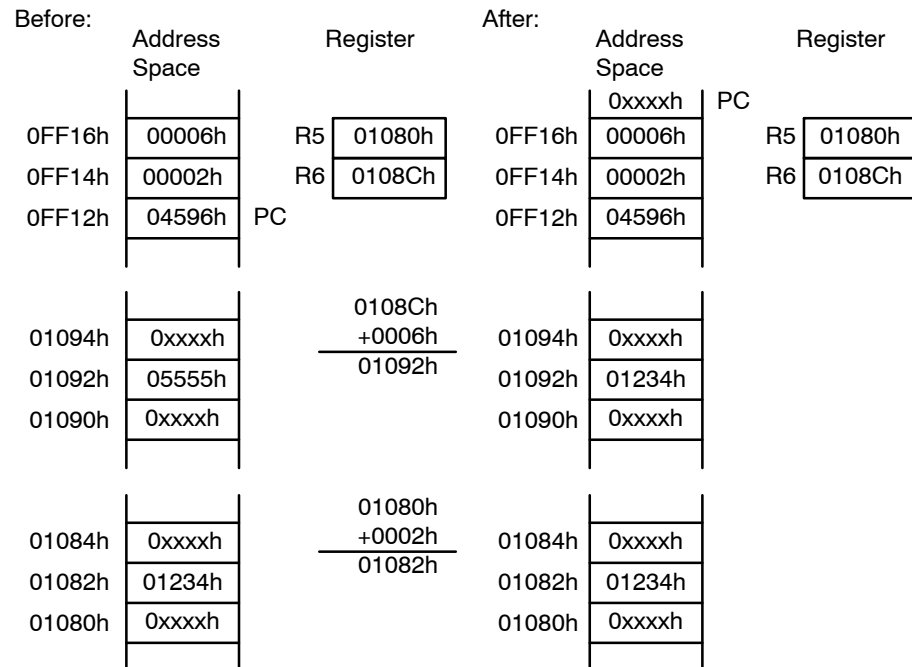 Before:
Address Space
Register
0xxxxh
0FF16h 00006h R5 01080h
0FF14h 00002h R6 0108Ch
0FF12h 04596h PC
0108Ch
+0006h
01092h
01094h 0xxxxh
01092h 05555h
01090h 0xxxxh
01080h
+0002h
01082h
01084h 0xxxxh
01082h 01234h
01080h 0xxxxh
After:
Address Space
Register
0xxxxh PC
0FF16h 00006h R5 01080h
0FF14h 00002h R6 0108Ch
0FF12h 04596h
01094h 0xxxxh
01092h 01234h
01090h 0xxxxh
01084h 0xxxxh
01082h 01234h
01080h 0xxxxh